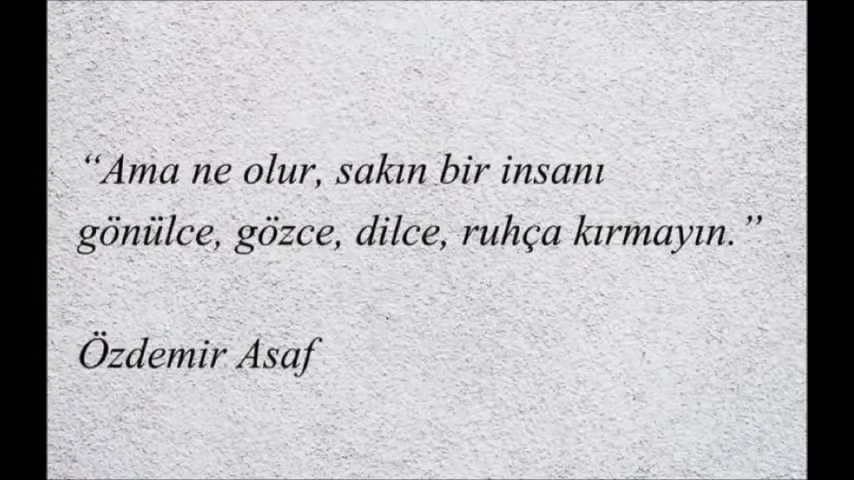 “Ama ne olur, sakın bir insanı
gönülce, gözce, dilce, ruhça kırmayın.”
Özdemir Asaf